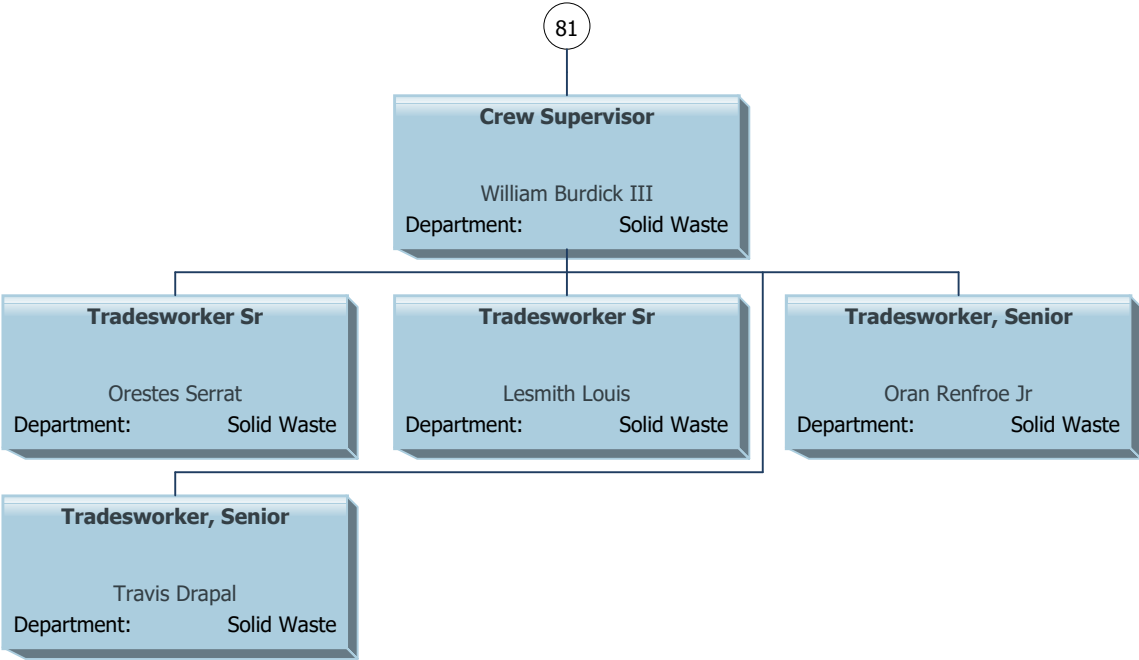 81
Crew Supervisor
William Burdick III
Department: Solid Waste
Tradesworker Sr
Orestes Serrat
Department: Solid Waste
Tradesworker Sr
Lesmith Louis
Department: Solid Waste
Tradesworker, Senior
Oran Renfroe Jr
Department: Solid Waste
Tradesworker, Senior
Travis Drapal
Department: Solid Waste